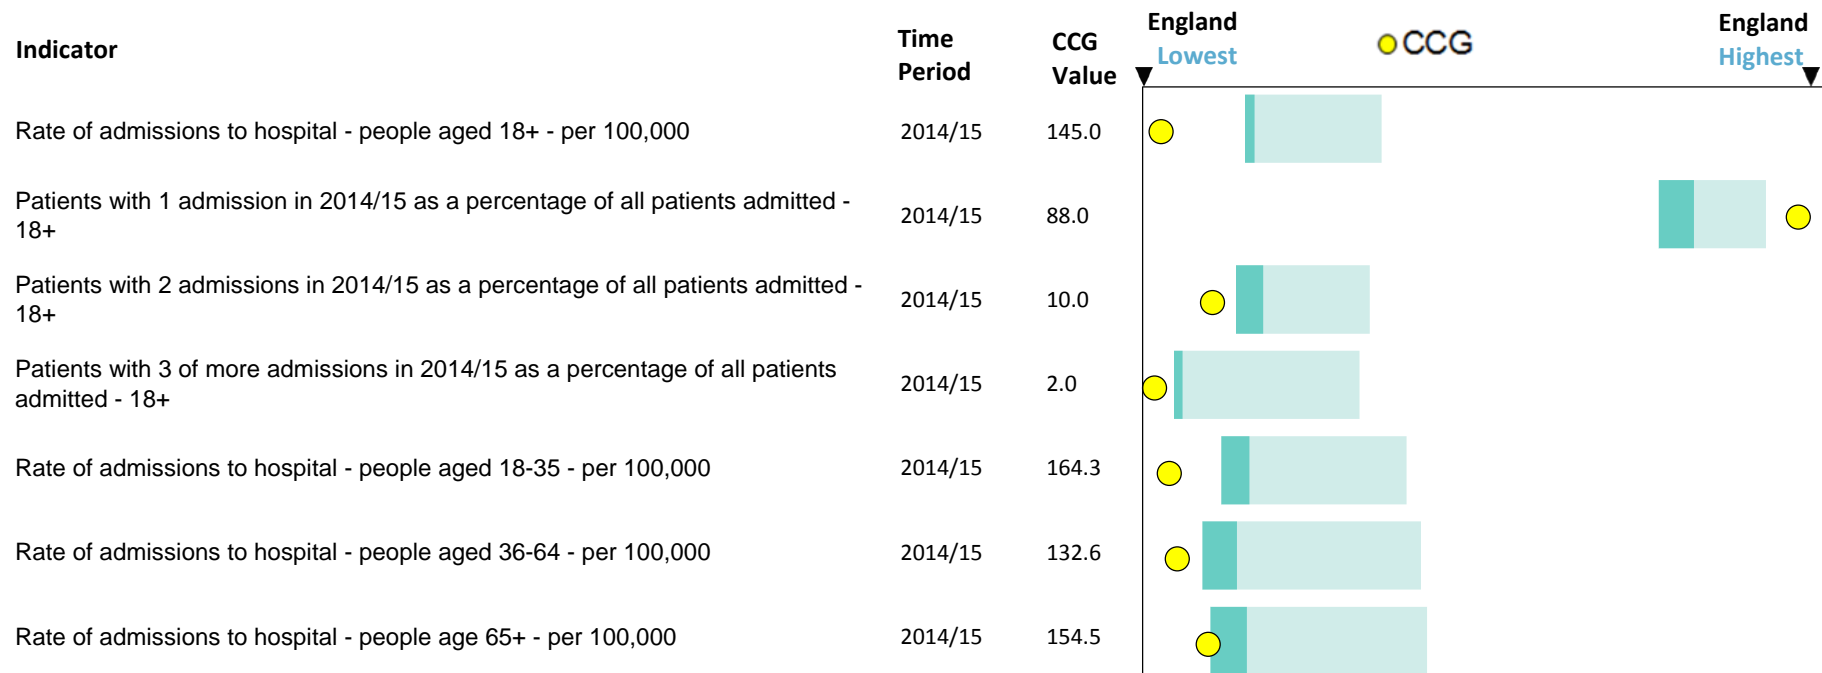 Indicator
Time Period
CCG Value
England Lowest
CCG
England Highest
Rate of admissions to hospital - people aged 18+ - per 100,000
2014/15
145.0
Patients with 1 admission in 2014/15 as a percentage of all patients admitted -
18+
2014/15
88.0
Patients with 2 admissions in 2014/15 as a percentage of all patients admitted -
18+
2014/15
10.0
Patients with 3 of more admissions in 2014/15 as a percentage of all patients
admitted - 18+
2014/15
2.0
Rate of admissions to hospital - people aged 18-35 - per 100,000
2014/15
164.3
Rate of admissions to hospital - people aged 36-64 - per 100,000
2014/15
132.6
Rate of admissions to hospital - people age 65+ - per 100,000
2014/15
154.5